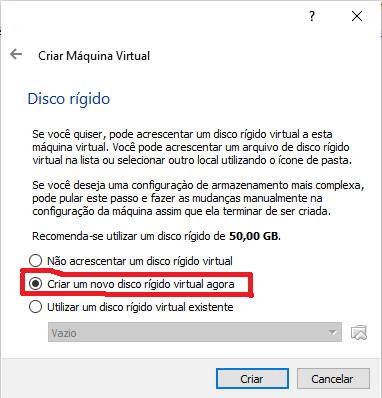 ?
Criar Máquina Virtual
Disco rígido
Se você quiser, pode acrescentar um disco rígido virtual a esta
máquina virtual. Você pode acrescentar um arquivo de disco rígido
virtual na lista ou selecionar outro local utilizando o ícone de pasta.
Se você deseja uma configuraçào de armazenamento mais complexa,
pode pular este passo e fazer as mudanças manualmente na
configuração da máquina assim que ela terminar de ser criada.
Recomenda-se utilizar um disco rígido de 50,00 GB.
Não acrescentar um disco rígido virtual
Criar um novo disco rígido virtual agora
Utilizar um disco rígido virtual existente
Vazio
Criar
Cancelar